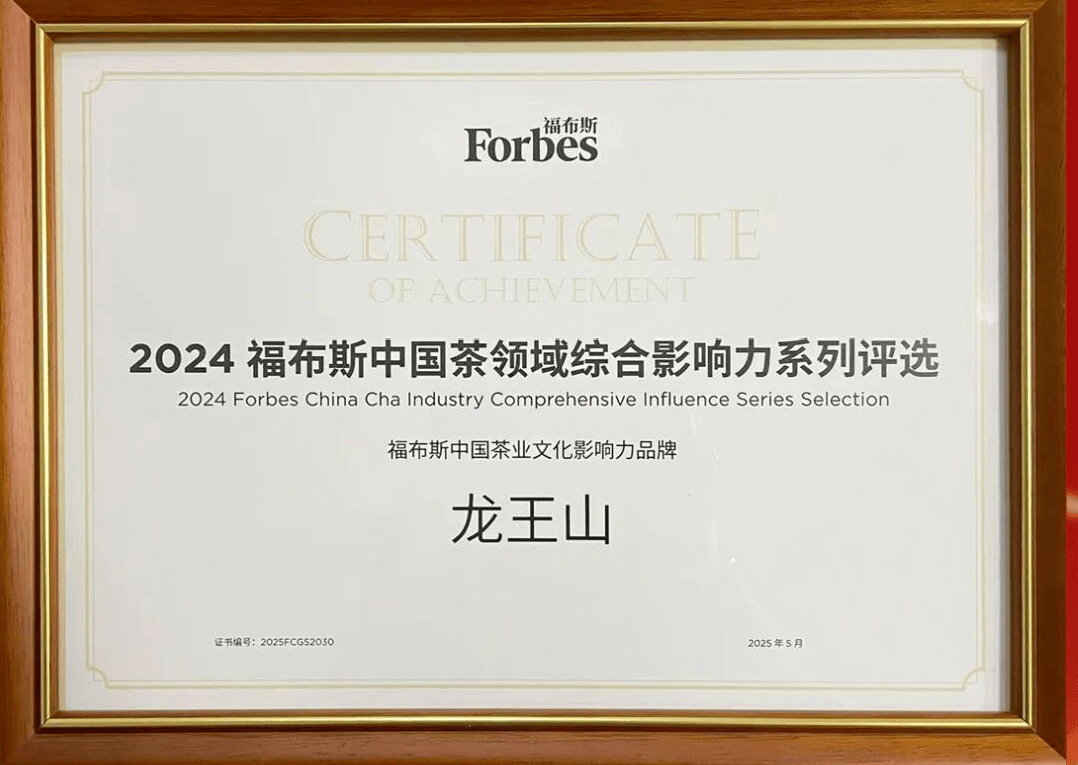 福布斯
Forbes
CERTIFICATE
OF ACHIEVEMENT
2024 福布斯中国茶领域综合影响力系列评选
2024 Forbes China Cha Industry Comprehensive Influence Series Selection
福布斯中国茶业文化影响力品牌
龙王山
证书编号：2025FCGS2030
2025 年 5 月